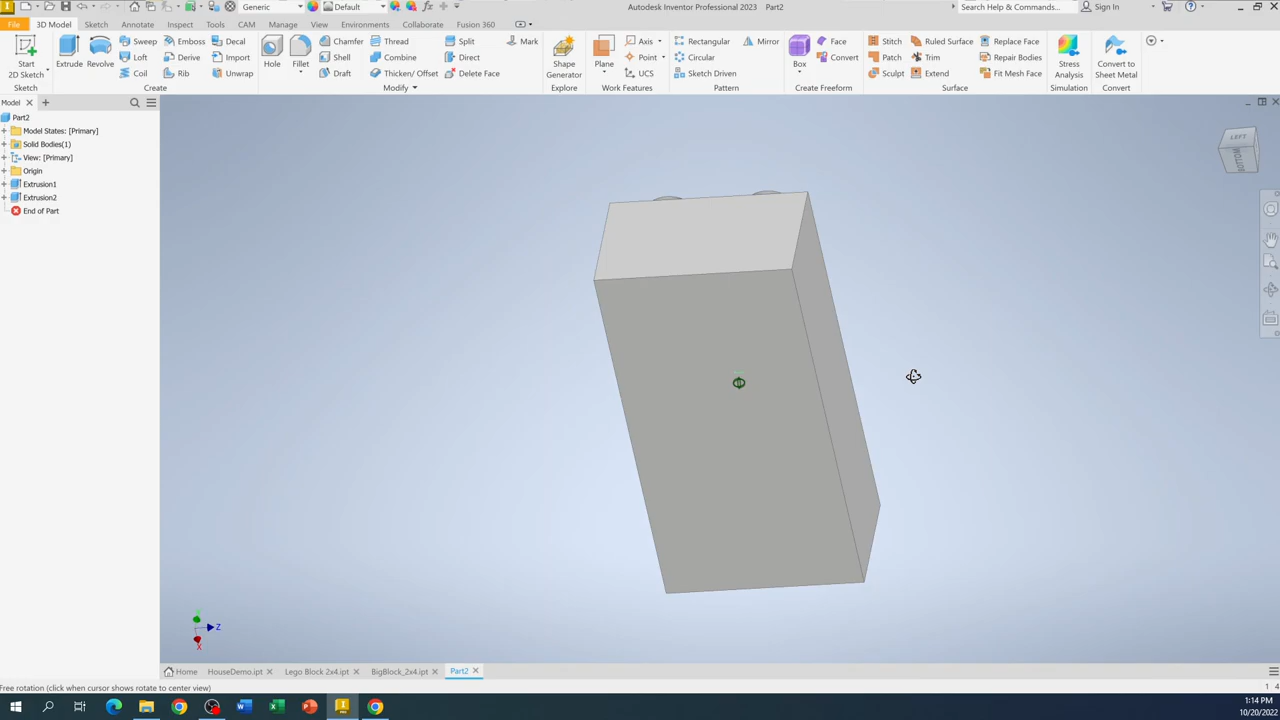 Generic
Default
Autodesk Inventor Professional 2023 Part2
Search Help & Commands...
Sign In
File 3D Model Sketch Annotate Inspect Tools CAM Manage View Environments Collaborate Fusion 360
Start
2D Sketch
Sketch
Extrude
Revolve
Sweep
Loft
Coil
Emboss
Derive
Rib
Decal
Import
Unwrap
Create
Hole
Fillet
Chamfer
Shell
Draft
Thread
Combine
Thicken/ Offset
Split
Direct
Delete Face
Mark
Modify
Shape
Generator
Explore
Plane
Axis
Point
UCS
Work Features
Rectangular
Circular
Sketch Driven
Mirror
Pattern
Box
Face
Convert
Create Freeform
Stitch
Patch
Sculpt
Ruled Surface
Trim
Extend
Replace Face
Repair Bodies
Fit Mesh Face
Surface
Stress
Analysis
Simulation
Convert to
Sheet Metal
Convert
Model
Part2
Model States: [Primary]
Solid Bodies(1)
View: [Primary]
Origin
Extrusion1
Extrusion2
End of Part
LEFT
BOTTOM
Z
X
Home HouseDemo.ipt Lego Block 2x4.ipt BigBlock_2x4.ipt Part2
Free rotation (click when cursor shows rotate to center view)
1 4
1:14 PM
10/20/2022